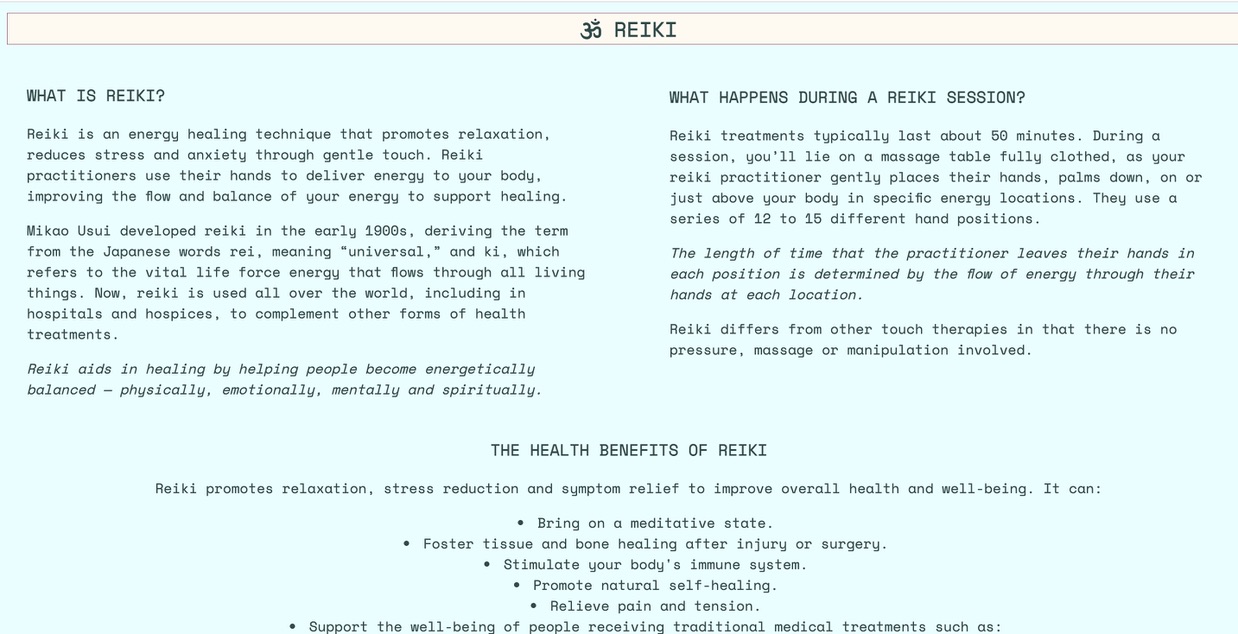 ॐ REIKI
WHAT IS REIKI?
Reiki is an energy healing technique that promotes relaxation,
reduces stress and anxiety through gentle touch. Reiki
practitioners use their hands to deliver energy to your body,
improving the flow and balance of your energy to support healing.
Mikao Usui developed reiki in the early 1900s, deriving the term
from the Japanese words rei, meaning “universal,” and ki, which
refers to the vital life force energy that flows through all living
things. Now, reiki is used all over the world, including in
hospitals and hospices, to complement other forms of health
treatments.
Reiki aids in healing by helping people become energetically
balanced — physically, emotionally, mentally and spiritually.
WHAT HAPPENS DURING A REIKI SESSION?
Reiki treatments typically last about 50 minutes. During a
session, you’ll lie on a massage table fully clothed, as your
reiki practitioner gently places their hands, palms down, on or
just above your body in specific energy locations. They use a
series of 12 to 15 different hand positions.
The length of time that the practitioner leaves their hands in
each position is determined by the flow of energy through their
hands at each location.
Reiki differs from other touch therapies in that there is no
pressure, massage or manipulation involved.
THE HEALTH BENEFITS OF REIKI
Reiki promotes relaxation, stress reduction and symptom relief to improve overall health and well-being. It can:
• Bring on a meditative state.
• Foster tissue and bone healing after injury or surgery.
• Stimulate your body's immune system.
• Promote natural self-healing.
• Relieve pain and tension.
• Support the well-being of people receiving traditional medical treatments such as: